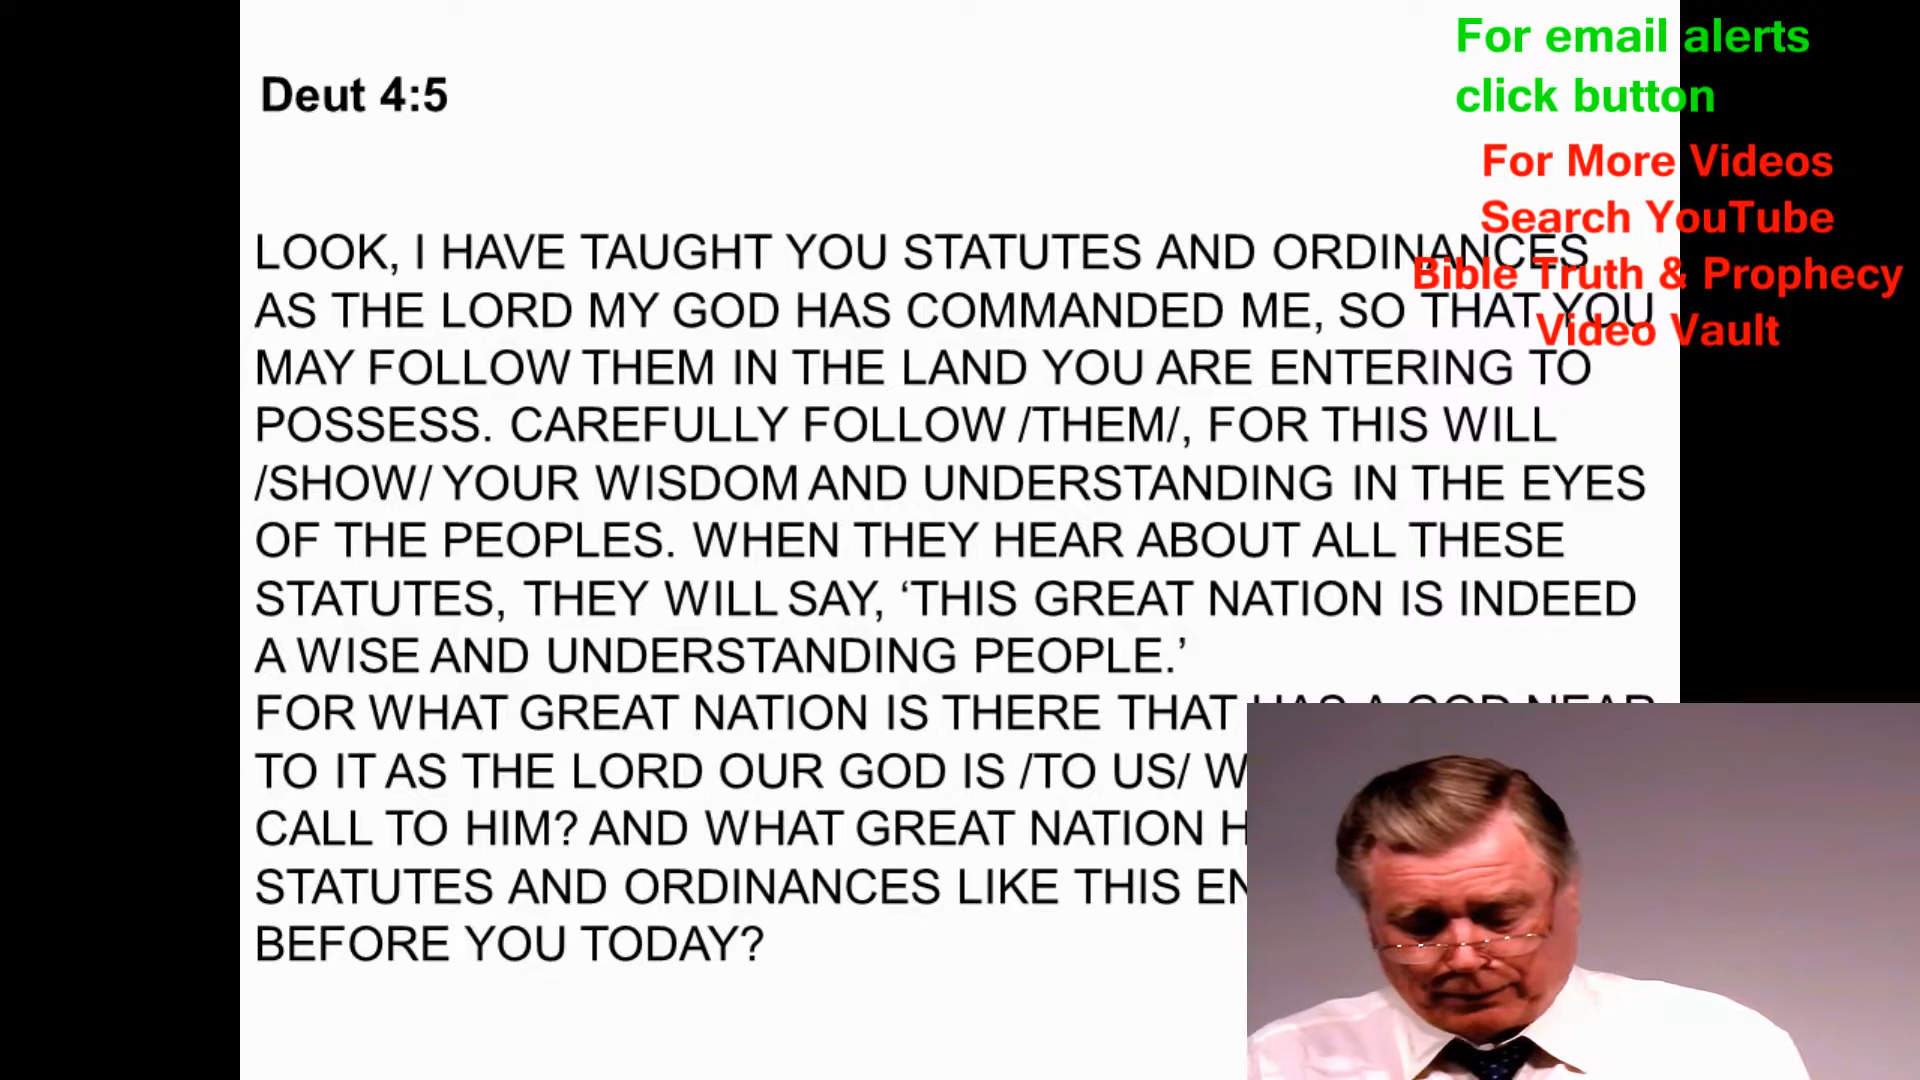 Deut 4:5
LOOK, I HAVE TAUGHT YOU STATUTES AND ORDINANCES
AS THE LORD MY GOD HAS COMMANDED ME, SO THAT YOU
MAY FOLLOW THEM IN THE LAND YOU ARE ENTERING TO
POSSESS. CAREFULLY FOLLOW /THEM/, FOR THIS WILL
/SHOW/ YOUR WISDOM AND UNDERSTANDING IN THE EYES
OF THE PEOPLES. WHEN THEY HEAR ABOUT ALL THESE
STATUTES, THEY WILL SAY, ‘THIS GREAT NATION IS INDEED
A WISE AND UNDERSTANDING PEOPLE.’
FOR WHAT GREAT NATION IS THERE THAT HAS A GOD NEAR
TO IT AS THE LORD OUR GOD IS /TO US/
CALL TO HIM? AND WHAT GREAT NATION
STATUTES AND ORDINANCES LIKE THIS
BEFORE YOU TODAY?
For email alerts
click button
For More Videos
Search YouTube
Bible Truth & Prophecy
Video Vault